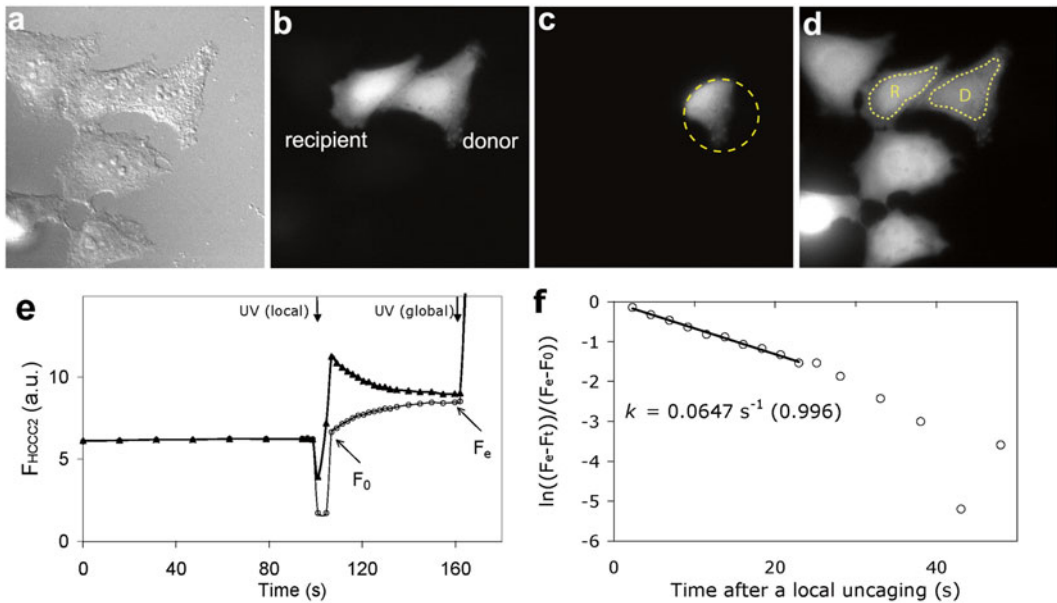 a
b
recipient
donor
c
d
R
D
e
UV (local)
UV (global)
10
5
0
F_HCCC2 (a.u.)
F₀
Fₑ
0
40
80
120
160
Time (s)
f
0
-1
-2
-3
-4
-5
-6
ln((Fₑ-Fₜ))/(Fₑ-F₀))
k = 0.0647 s⁻¹ (0.996)
0
20
40
Time after a local uncaging (s)